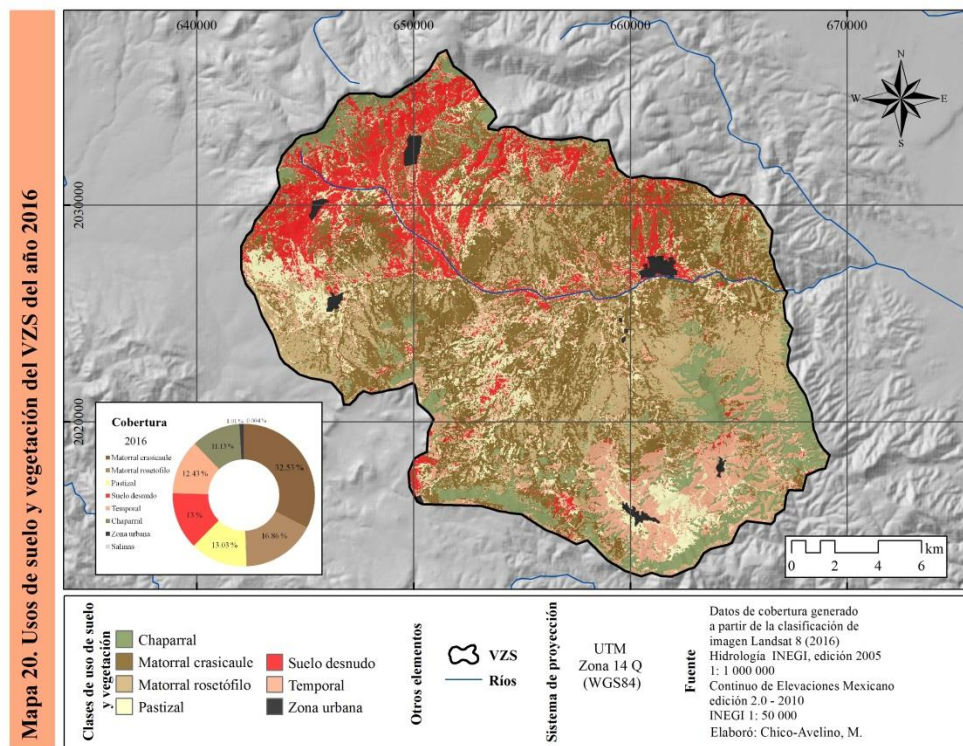 Mapa 20. Usos de suelo y vegetación del VZS del año 2016
640000
650000
660000
670000
2030000
2020000
N
W
E
S
Cobertura
2016
Matorral crasicaule
Matorral rosetófilo
Pastizal
Suelo desnudo
Temporal
Chaparral
Zona urbana
Salinas
0.004 %
32.53 %
16.86 %
13.03 %
13 %
12.43 %
11.13 %
0 1 2 4 6
km
Clases de uso de suelo
y vegetación
Chaparral
Matorral crasicaule
Matorral rosetófilo
Pastizal
Suelo desnudo
Temporal
Zona urbana
Otros elementos
VZS
Ríos
Sistema de proyección
UTM
Zona 14 Q
(WGS84)
Fuente
Datos de cobertura generado
a partir de la clasificación de
imagen Landsat 8 (2016)
Hidrología INEGI, edición 2005
1: 1 000 000
Continuo de Elevaciones Mexicano
edición 2.0 - 2010
INEGI 1: 50 000
Elaboró: Chico-Avelino, M.